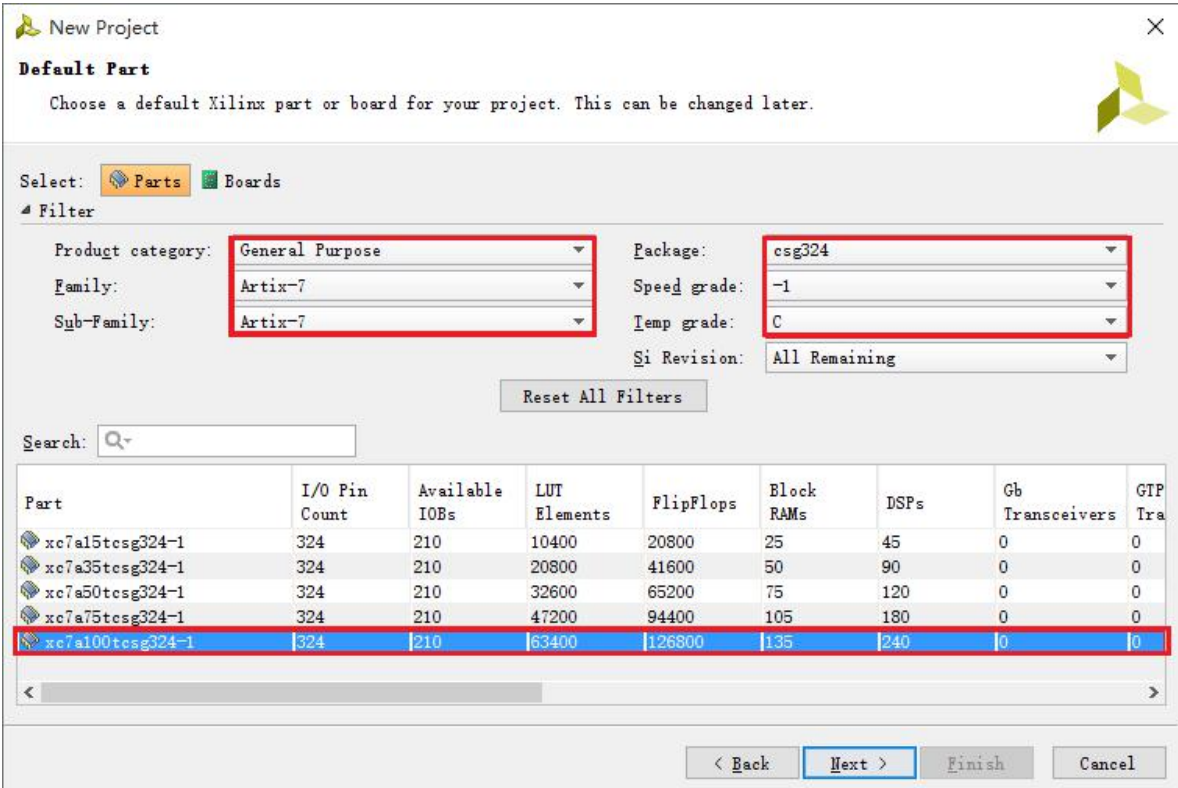 New Project
Default Part
Choose a default Xilinx part or board for your project. This can be changed later.
Select: Parts Boards
Filter
Product category: General Purpose Package: csg324
Family: Artix-7 Speed grade: -1
Sub-Family: Artix-7 Temp grade: C
Si Revision: All Remaining
Reset All Filters
Search:
Part I/O Pin Count Available IOBs LUT Elements FlipFlops Block RAMs DSPs Gb Transceivers GTP Tra
xc7a15tcsg324-1 324 210 10400 20800 25 45 0 0
xc7a35tcsg324-1 324 210 20800 41600 50 90 0 0
xc7a50tcsg324-1 324 210 32600 65200 75 120 0 0
xc7a75tcsg324-1 324 210 47200 94400 105 180 0 0
xc7a100tcsg324-1 324 210 63400 126800 135 240 0 0
< Back Next > Finish Cancel